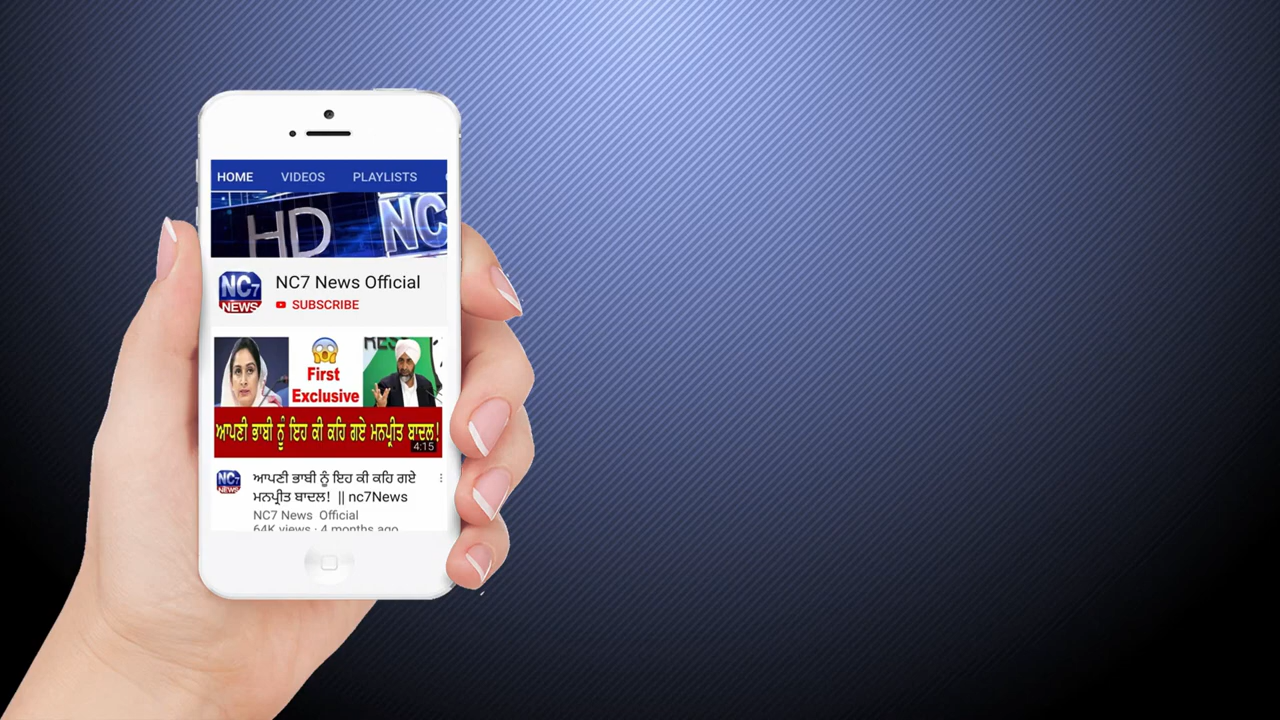 HOME VIDEOS PLAYLISTS
HD NC
NC7 NEWS
NC7 News Official
SUBSCRIBE
First
Exclusive
ਆਪਣੀ ਭਾਬੀ ਨੂੰ ਇਹ ਕੀ ਕਹਿ ਗਏ ਮਨਪ੍ਰੀਤ ਬਾਦਲ!
4:15
NC7 NEWS
ਆਪਣੀ ਭਾਬੀ ਨੂੰ ਇਹ ਕੀ ਕਹਿ ਗਏ
ਮਨਪ੍ਰੀਤ ਬਾਦਲ! || nc7News
NC7 News Official
64K views · 4 months ago